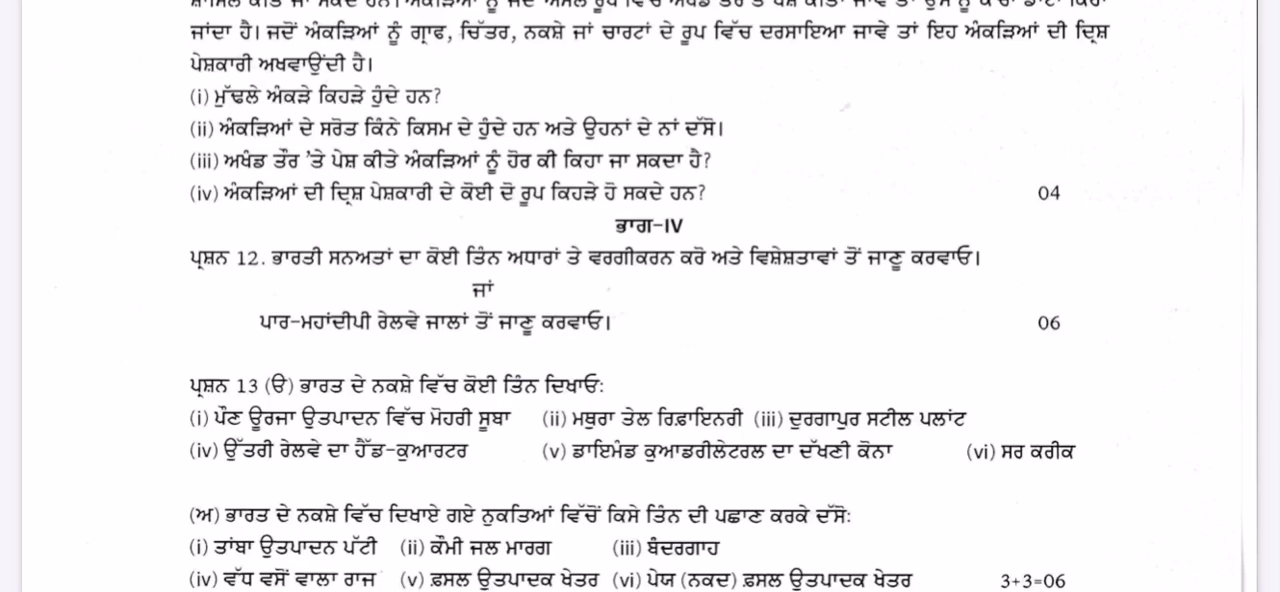 ਜਾਂਦਾ ਹੈ। ਜਦੋਂ ਅੰਕੜਿਆਂ ਨੂੰ ਗ੍ਰਾਫ, ਚਿੱਤਰ, ਨਕਸ਼ੇ ਜਾਂ ਚਾਰਟਾਂ ਦੇ ਰੂਪ ਵਿੱਚ ਦਰਸਾਇਆ ਜਾਵੇ ਤਾਂ ਇਹ ਅੰਕੜਿਆਂ ਦੀ ਦ੍ਰਿਸ਼
ਪੇਸ਼ਕਾਰੀ ਅਖਵਾਉਂਦੀ ਹੈ।
(i) ਮੁੱਢਲੇ ਅੰਕੜੇ ਕਿਹੜੇ ਹੁੰਦੇ ਹਨ?
(ii) ਅੰਕੜਿਆਂ ਦੇ ਸਰੋਤ ਕਿੰਨੇ ਕਿਸਮ ਦੇ ਹੁੰਦੇ ਹਨ ਅਤੇ ਉਹਨਾਂ ਦੇ ਨਾਂ ਦੱਸੋ।
(iii) ਅਖੰਡ ਤੌਰ 'ਤੇ ਪੇਸ਼ ਕੀਤੇ ਅੰਕੜਿਆਂ ਨੂੰ ਹੋਰ ਕੀ ਕਿਹਾ ਜਾ ਸਕਦਾ ਹੈ?
(iv) ਅੰਕੜਿਆਂ ਦੀ ਦ੍ਰਿਸ਼ ਪੇਸ਼ਕਾਰੀ ਦੇ ਕੋਈ ਦੋ ਰੂਪ ਕਿਹੜੇ ਹੋ ਸਕਦੇ ਹਨ? 04
ਭਾਗ-IV
ਪ੍ਰਸ਼ਨ 12. ਭਾਰਤੀ ਸਨਅਤਾਂ ਦਾ ਕੋਈ ਤਿੰਨ ਅਧਾਰਾਂ ਤੇ ਵਰਗੀਕਰਨ ਕਰੋ ਅਤੇ ਵਿਸ਼ੇਸ਼ਤਾਵਾਂ ਤੋਂ ਜਾਣੂ ਕਰਵਾਓ।
ਜਾਂ
ਪਾਰ-ਮਹਾਂਦੀਪੀ ਰੇਲਵੇ ਜਾਲਾਂ ਤੋਂ ਜਾਣੂ ਕਰਵਾਓ। 06
ਪ੍ਰਸ਼ਨ 13 (ੳ) ਭਾਰਤ ਦੇ ਨਕਸ਼ੇ ਵਿੱਚ ਕੋਈ ਤਿੰਨ ਦਿਖਾਓ:
(i) ਪੌਣ ਊਰਜਾ ਉਤਪਾਦਨ ਵਿੱਚ ਮੋਹਰੀ ਸੂਬਾ (ii) ਮਥੁਰਾ ਤੇਲ ਰਿਫ਼ਾਇਨਰੀ (iii) ਦੁਰਗਾਪੁਰ ਸਟੀਲ ਪਲਾਂਟ
(iv) ਉੱਤਰੀ ਰੇਲਵੇ ਦਾ ਹੈੱਡ-ਕੁਆਰਟਰ (v) ਡਾਇਮੰਡ ਕੁਆਡਰੀਲੇਟਰਲ ਦਾ ਦੱਖਣੀ ਕੋਨਾ (vi) ਸਰ ਕਰੀਕ
(ਅ) ਭਾਰਤ ਦੇ ਨਕਸ਼ੇ ਵਿੱਚ ਦਿਖਾਏ ਗਏ ਨੁਕਤਿਆਂ ਵਿੱਚੋਂ ਕਿਸੇ ਤਿੰਨ ਦੀ ਪਛਾਣ ਕਰਕੇ ਦੱਸੋ:
(i) ਤਾਂਬਾ ਉਤਪਾਦਨ ਪੱਟੀ (ii) ਕੌਮੀ ਜਲ ਮਾਰਗ (iii) ਬੰਦਰਗਾਹ
(iv) ਵੱਧ ਵਸੋਂ ਵਾਲਾ ਰਾਜ (v) ਫ਼ਸਲ ਉਤਪਾਦਕ ਖੇਤਰ (vi) ਪੇਯ (ਨਕਦ) ਫ਼ਸਲ ਉਤਪਾਦਕ ਖੇਤਰ 3+3=06